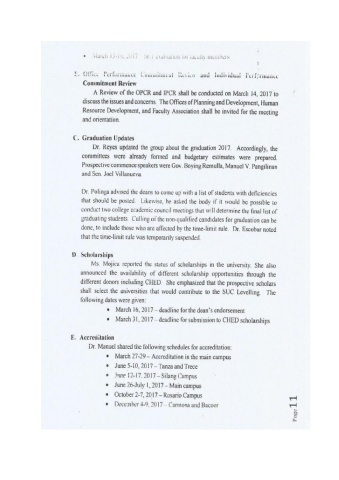 • March 13-14, 2017 – NCI evaluation on faculty members
Office Performance Commitment Review and Individual Performance
Commitment Review
A Review of the OPCR and IPCR shall be conducted on March 14, 2017 to
discuss the issues and concerns. The Offices of Planning and Development, Human
Resource Development, and Faculty Association shall be invited for the meeting
and orientation.
C. Graduation Updates
Dr. Reyes updated the group about the graduation 2017. Accordingly, the
committees were already formed and budgetary estimates were prepared.
Prospective commence speakers were Gov. Boying Remulla, Manuel V. Pangilinan
and Sen. Joel Villanueva.
Dr. Polinga advised the deans to come up with a list of students with deficiencies
that should be posted. Likewise, he asked the body if it would be possible to
conduct two college academic council meetings that will determine the final list of
graduating students. Culling of the non-qualified candidates for graduation can be
done, to include those who are affected by the time-limit rule. Dr. Escobar noted
that the time-limit rule was temporarily suspended.
D. Scholarships
Ms. Mojica reported the status of scholarships in the university. She also
announced the availability of different scholarship opportunities through the
different donors including CHED. She emphasized that the prospective scholars
shall select the universities that would contribute to the SUC Levelling. The
following dates were given:
• March 16, 2017 – deadline for the dean's endorsement
• March 31, 2017 – deadline for submission to CHED scholarships
E. Accreditation
Dr. Manuel shared the following schedules for accreditation:
• March 27-29 – Accreditation in the main campus
• June 5-10, 2017 – Tanza and Trece
• June 12-17, 2017 – Silang Campus
• June 26-July 1, 2017 – Main campus
• October 2-7, 2017 – Rosario Campus
• December 4-9, 2017 – Carmona and Bacoor
Page 11